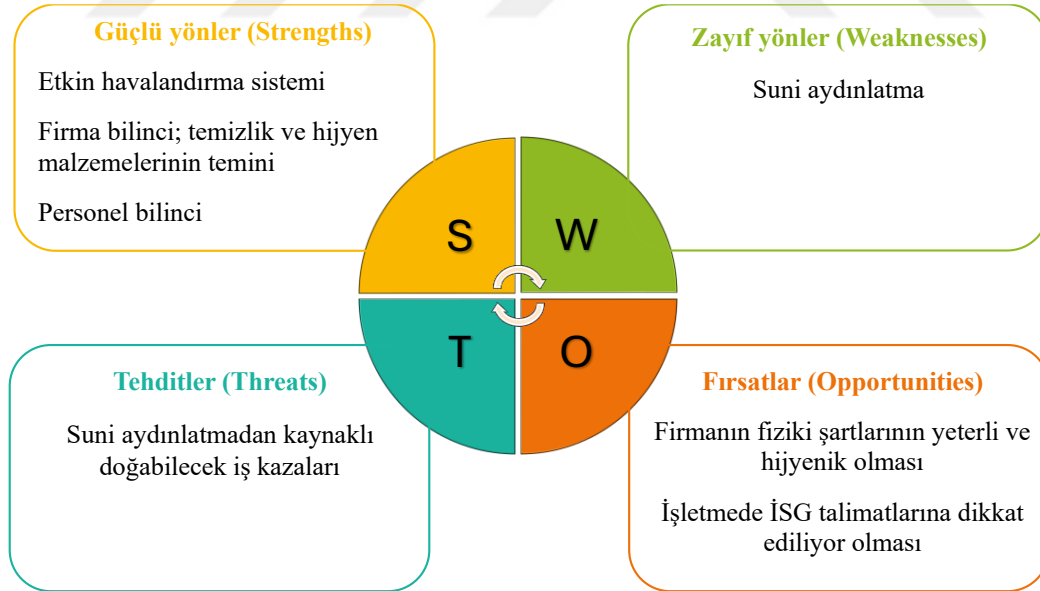 Güçlü yönler (Strengths)
Etkin havalandırma sistemi
Firma bilinci; temizlik ve hijyen
malzemelerinin temini
Personel bilinci
Zayıf yönler (Weaknesses)
Suni aydınlatma
S
W
T
O
Tehditler (Threats)
Suni aydınlatmadan kaynaklı
doğabilecek iş kazaları
Fırsatlar (Opportunities)
Firmanın fiziki şartlarının yeterli ve
hijyenik olması
İşletmede İSG talimatlarına dikkat
ediliyor olması